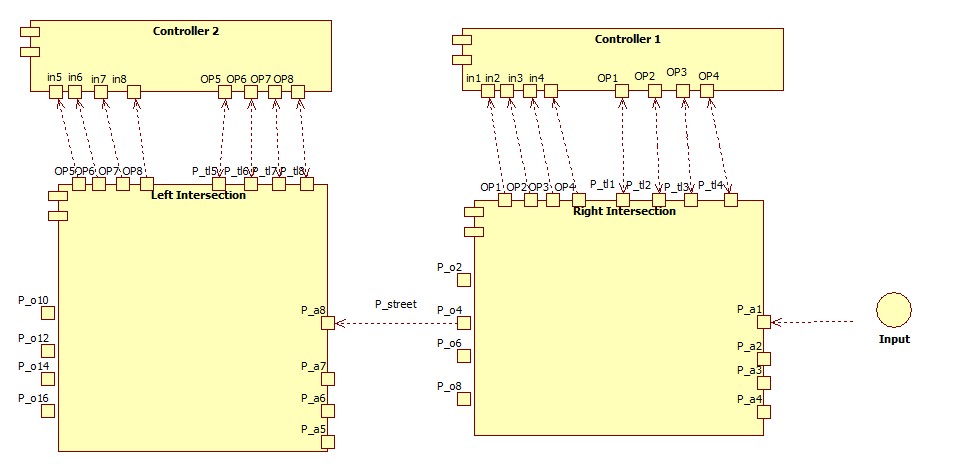 Controller 2
in5 in6 in7 in8 OP5 OP6 OP7 OP8
Controller 1
in1 in2 in3 in4 OP1 OP2 OP3 OP4
OP5 OP6 OP7 OP8 P_tl5 P_tl6 P_tl7 P_tl8
Left Intersection
OP1 OP2 OP3 OP4 P_tl1 P_tl2 P_tl3 P_tl4
Right Intersection
P_o10
P_o12
P_o14
P_o16
P_a8
P_a7
P_a6
P_a5
P_street
P_o2
P_o4
P_o6
P_o8
P_a1
P_a2
P_a3
P_a4
Input